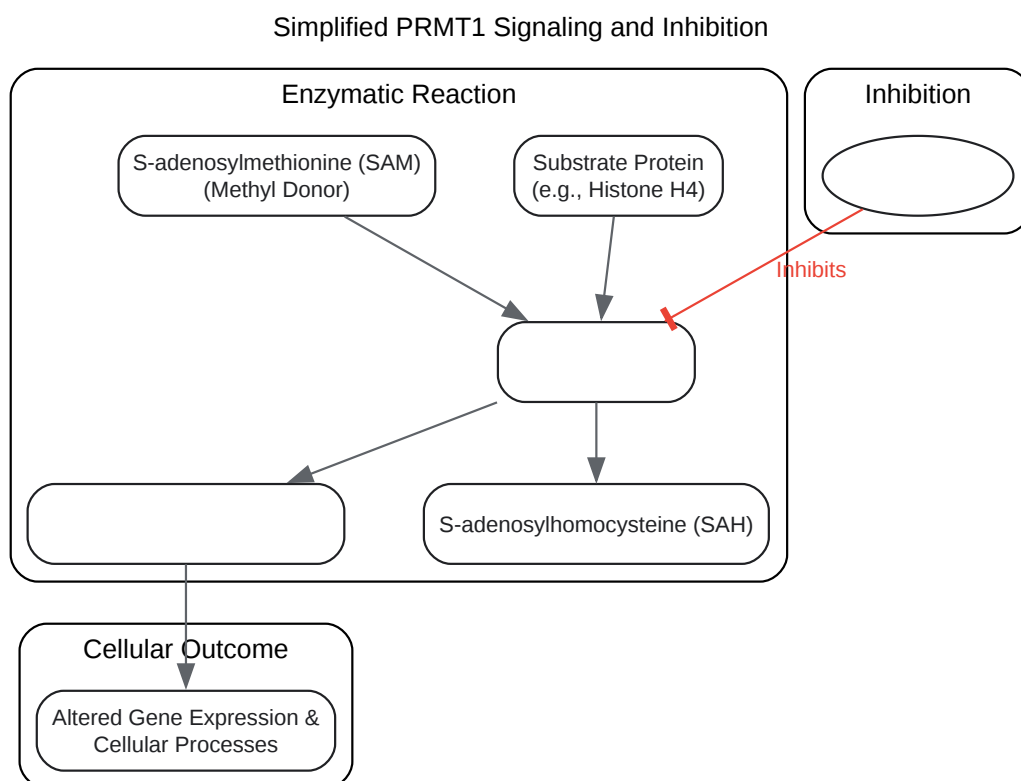 Simplified PRMT1 Signaling and Inhibition
Enzymatic Reaction
Inhibition
S-adenosylmethionine (SAM)
(Methyl Donor)
Substrate Protein
(e.g., Histone H4)
Inhibits
S-adenosylhomocysteine (SAH)
Cellular Outcome
Altered Gene Expression &
Cellular Processes